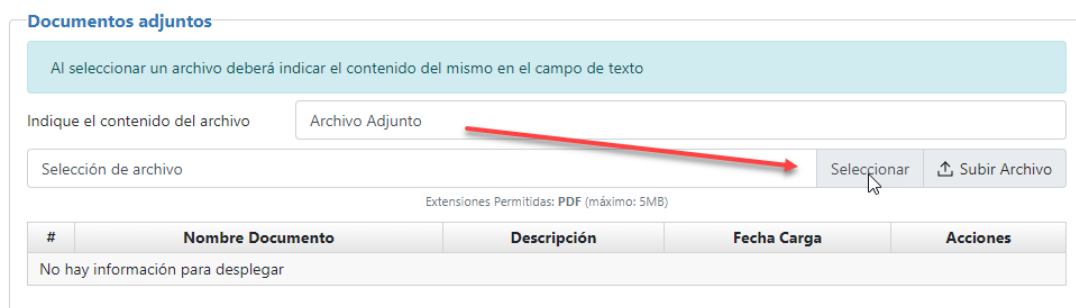 Documentos adjuntos
Al seleccionar un archivo deberá indicar el contenido del mismo en el campo de texto
Indique el contenido del archivo Archivo Adjunto
Selección de archivo Seleccionar Subir Archivo
Extensiones Permitidas: PDF (máximo: 5MB)
# Nombre Documento Descripción Fecha Carga Acciones
No hay información para desplegar